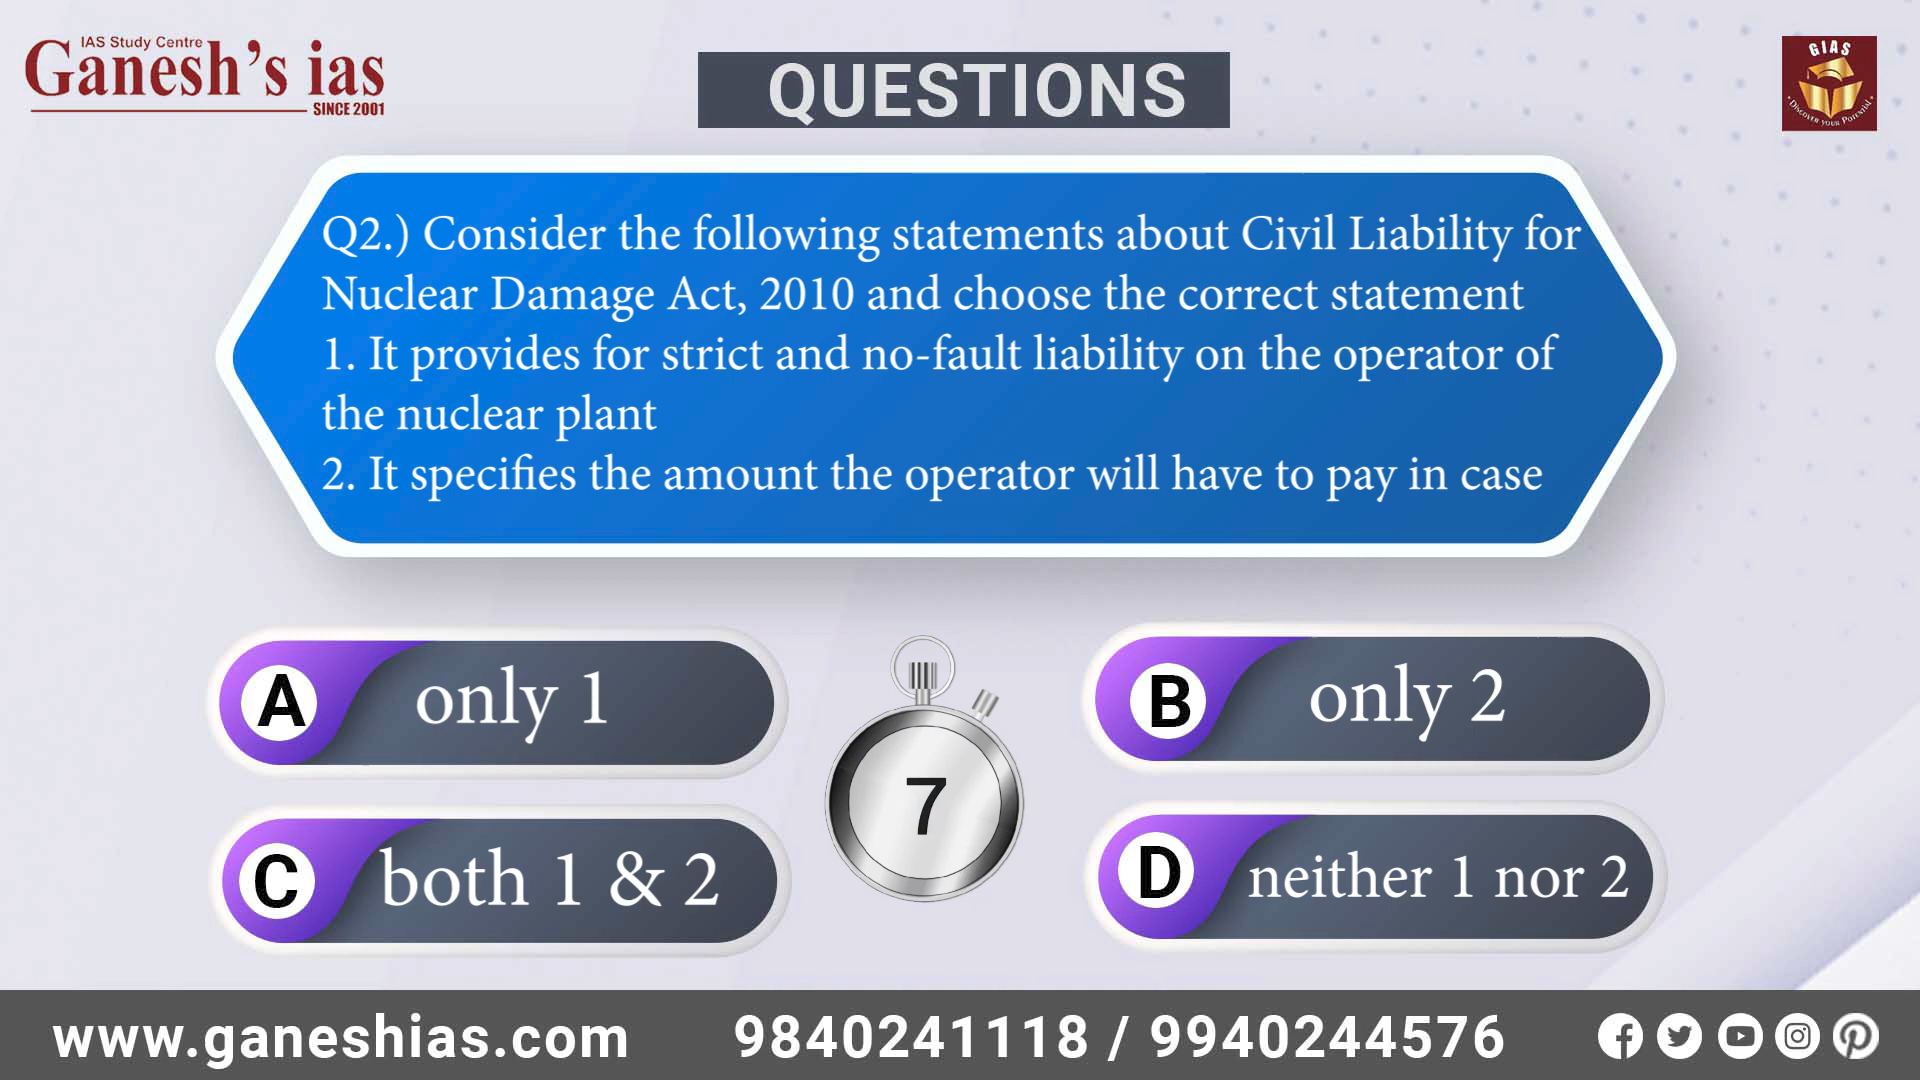 IAS Study Centre
Ganesh's ias
SINCE 2001
QUESTIONS
GIAS
DISCOVER YOUR POTENTIAL
Q2.) Consider the following statements about Civil Liability for
Nuclear Damage Act, 2010 and choose the correct statement
1. It provides for strict and no-fault liability on the operator of
the nuclear plant
2. It specifies the amount the operator will have to pay in case
A only 1
B only 2
7
C both 1 & 2
D neither 1 nor 2
www.ganeshias.com 9840241118 / 9940244576